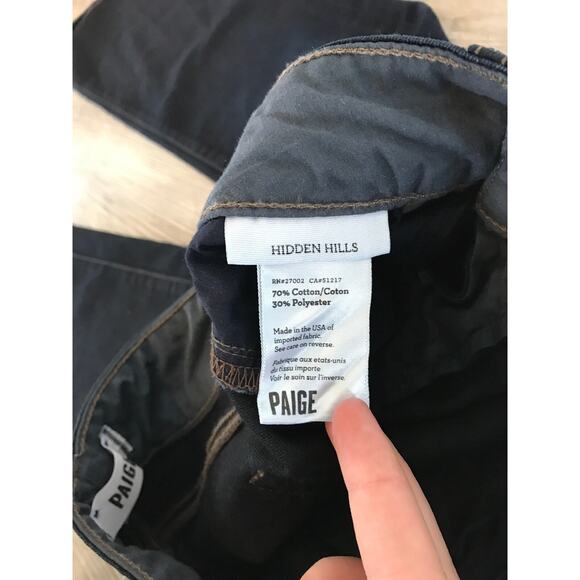 HIDDEN HILLS
RN#27002 CA#51217
70% Cotton/Coton
30% Polyester
Made in the USA of
imported fabric.
See care on reverse.
Fabrique aux etats-unis
du tissu importe
Voir le soin sur l'inverse.
PAIGE
PAIGE